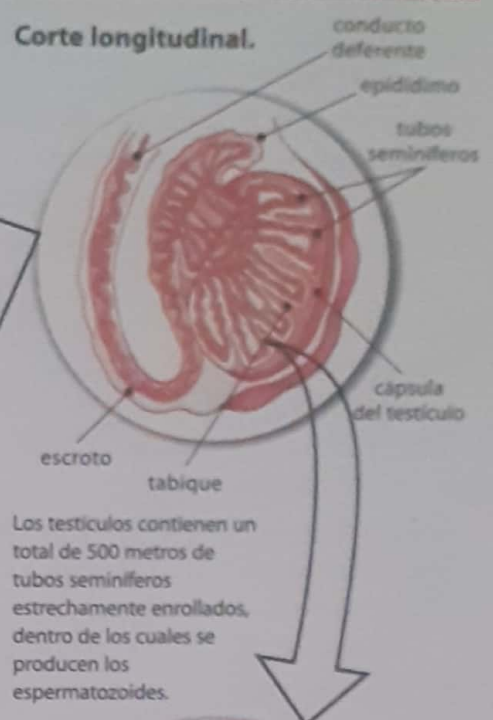 Corte longitudinal.
conducto
deferente
epidídimo
tubos
seminíferos
cápsula
del testículo
escroto
tabique
Los testículos contienen un
total de 500 metros de
tubos seminíferos
estrechamente enrollados,
dentro de los cuales se
producen los
espermatozoides.